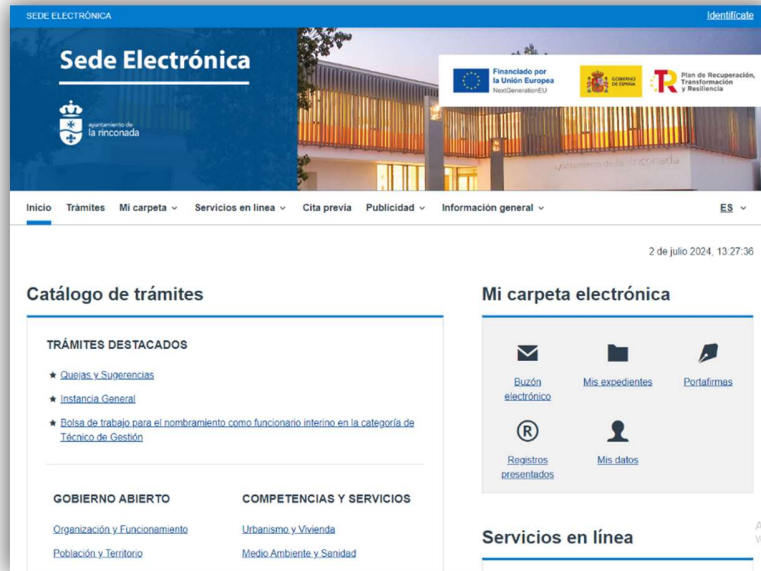 SEDE ELECTRÓNICA
Identifícate
Sede Electrónica
ayuntamiento de
la rinconada
Financiado por
la Unión Europea
NextGenerationEU
GOBIERNO
DE ESPAÑA
Plan de Recuperación,
Transformación
y Resiliencia
ayuntamiento de la rinconada
Inicio Trámites Mi carpeta Servicios en línea Cita previa Publicidad Información general ES
2 de julio 2024, 13:27:36
Catálogo de trámites
TRÁMITES DESTACADOS
Quejas y Sugerencias
Instancia General
Bolsa de trabajo para el nombramiento como funcionario interino en la categoría de
Técnico de Gestión
GOBIERNO ABIERTO
COMPETENCIAS Y SERVICIOS
Organización y Funcionamiento
Urbanismo y Vivienda
Población y Territorio
Medio Ambiente y Sanidad
Mi carpeta electrónica
Buzón
electrónico
Mis expedientes
Portafirmas
R
Registros
presentados
Mis datos
Servicios en línea